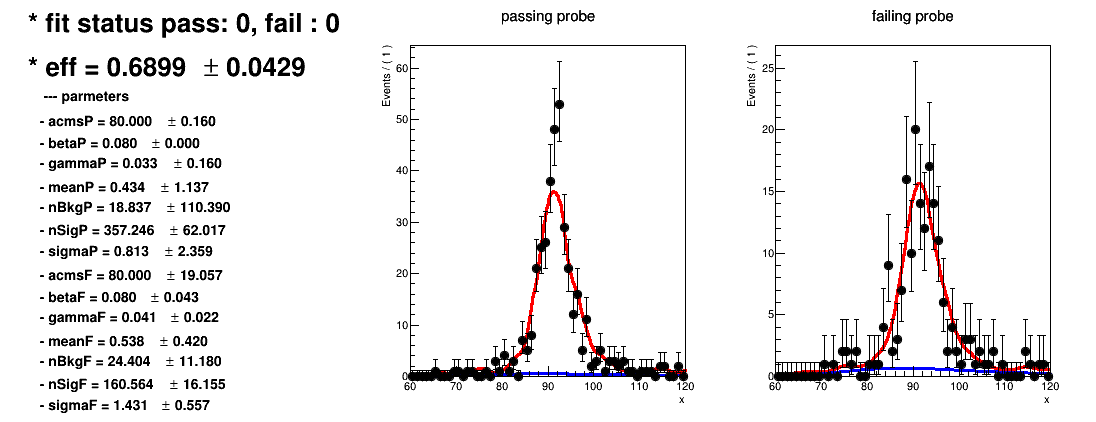 * fit status pass: 0, fail : 0
* eff = 0.6899 ± 0.0429
--- parmeters
- acmsP = 80.000 ± 0.160
- betaP = 0.080 ± 0.000
- gammaP = 0.033 ± 0.160
- meanP = 0.434 ± 1.137
- nBkgP = 18.837 ± 110.390
- nSigP = 357.246 ± 62.017
- sigmaP = 0.813 ± 2.359
- acmsF = 80.000 ± 19.057
- betaF = 0.080 ± 0.043
- gammaF = 0.041 ± 0.022
- meanF = 0.538 ± 0.420
- nBkgF = 24.404 ± 11.180
- nSigF = 160.564 ± 16.155
- sigmaF = 1.431 ± 0.557
passing probe
Events / ( 1 )
60
50
40
30
20
10
0
60 70 80 90 100 110 120
x
failing probe
Events / ( 1 )
25
20
15
10
5
0
60 70 80 90 100 110 120
x